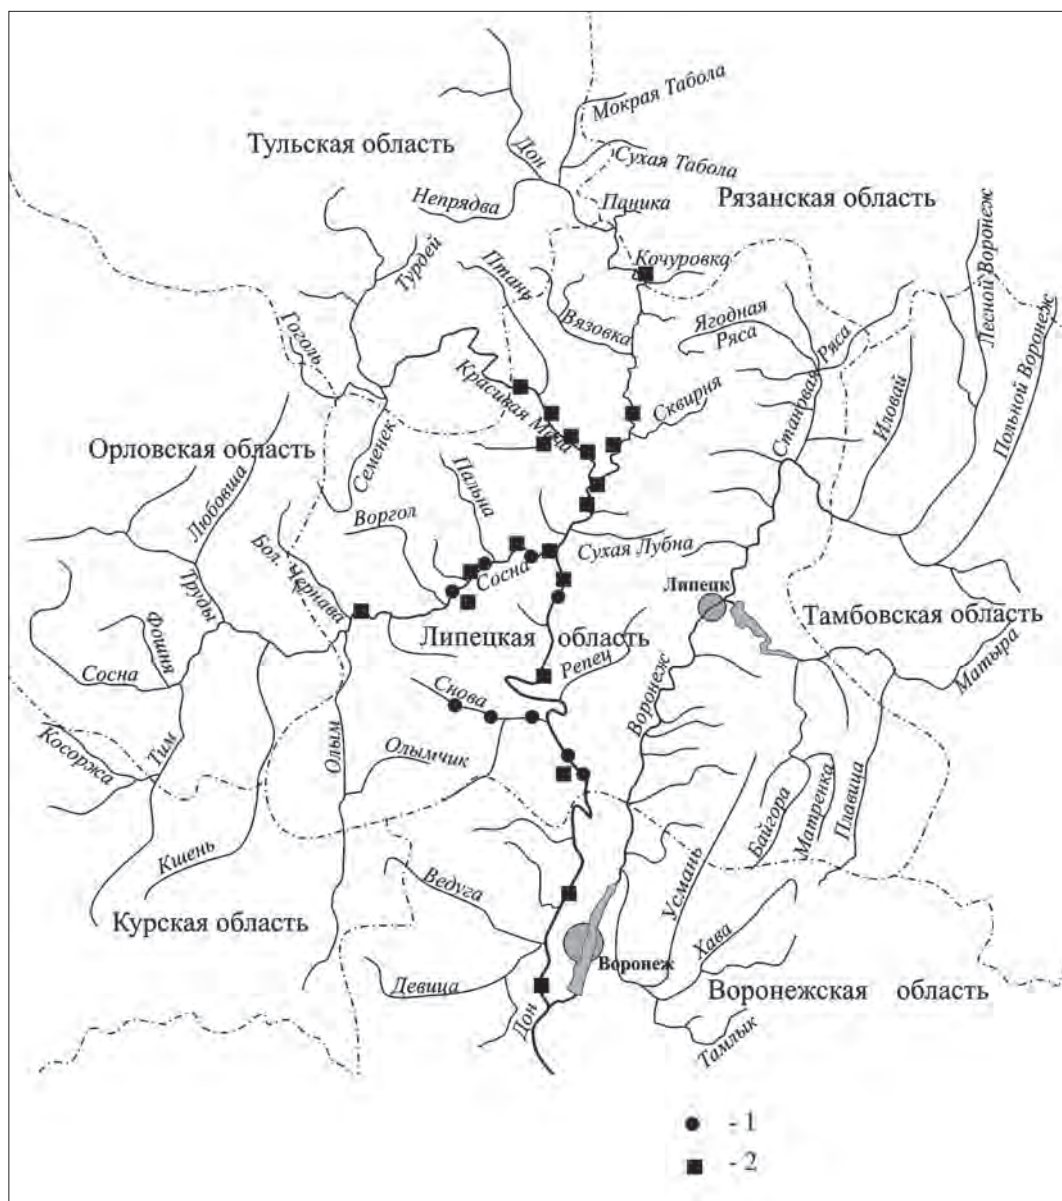 Мокрая Табола
Тульская область
Дон
Сухая Табола
Непрядва
Паника
Рязанская область
Лесной Воронеж
Турдей
Птань
Кочуровка
Гоголь
Вязовка
Ягодная
Ряса
Становая Ряса
Иловай
Польной Воронеж
Красивая Меча
Сквирня
Орловская область
Любовша
Семенек
Пальна
Воргол
Бол. Чернава
Сосна
Сухая Лубна
Липецк
Труды
Фошня
Липецкая область
Тамбовская область
Сосна
Репец
Воронеж
Матыра
Снова
Косоржа
Тим
Олым
Олымчик
Байгора
Матренка
Плавица
Кшень
Ведуга
Усмань
Курская область
Хава
Воронеж
Девица
Воронежская область
Дон
Тамлык
- 1
- 2